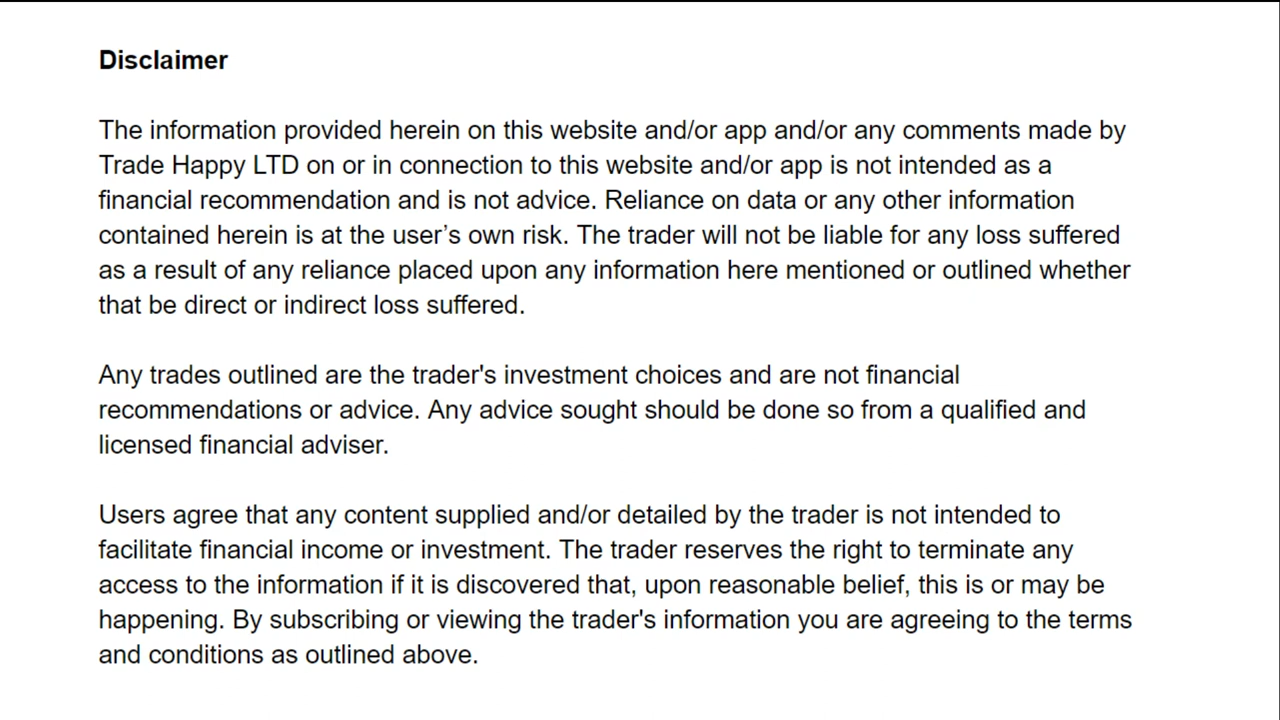 Disclaimer
The information provided herein on this website and/or app and/or any comments made by
Trade Happy LTD on or in connection to this website and/or app is not intended as a
financial recommendation and is not advice. Reliance on data or any other information
contained herein is at the user’s own risk. The trader will not be liable for any loss suffered
as a result of any reliance placed upon any information here mentioned or outlined whether
that be direct or indirect loss suffered.
Any trades outlined are the trader's investment choices and are not financial
recommendations or advice. Any advice sought should be done so from a qualified and
licensed financial adviser.
Users agree that any content supplied and/or detailed by the trader is not intended to
facilitate financial income or investment. The trader reserves the right to terminate any
access to the information if it is discovered that, upon reasonable belief, this is or may be
happening. By subscribing or viewing the trader's information you are agreeing to the terms
and conditions as outlined above.